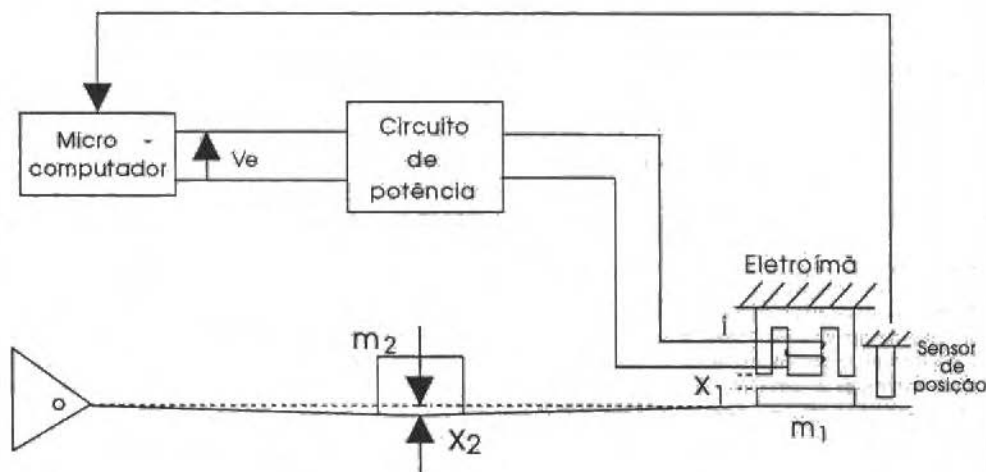 Micro -
computador
Ve
Circuito
de
potência
Eletroímã
i
Sensor
de
posição
m2
X1
X2
m1